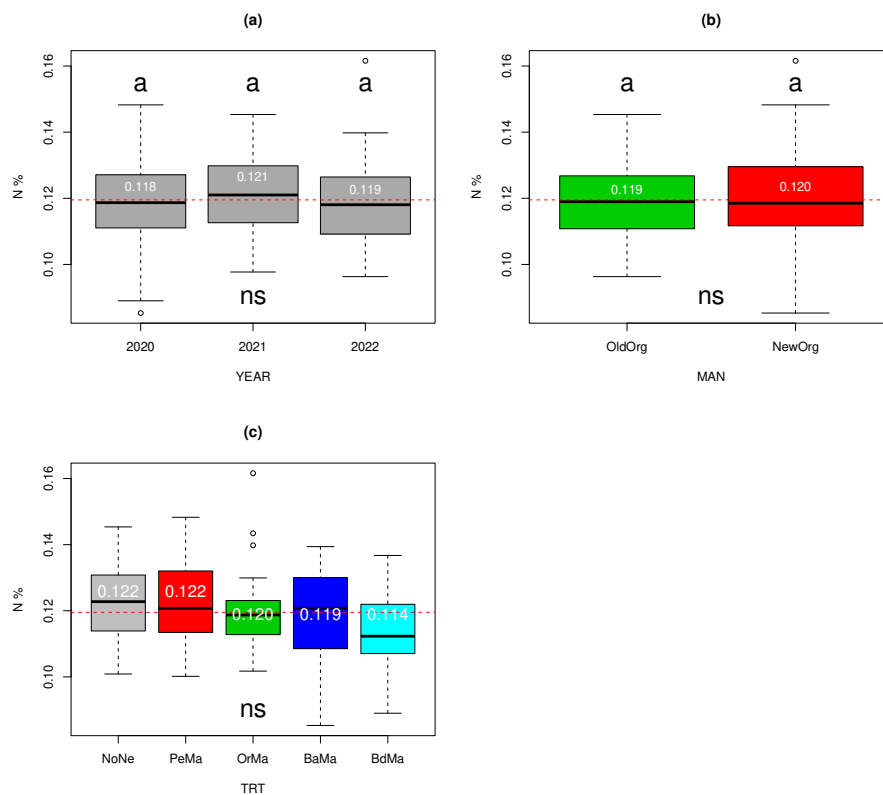 (a)
N %
0.10 0.12 0.14 0.16
a a a
0.118 0.121 0.119
ns
2020 2021 2022
YEAR
(b)
N %
0.10 0.12 0.14 0.16
a a
0.119 0.120
ns
OldOrg NewOrg
MAN
(c)
N %
0.10 0.12 0.14 0.16
0.122 0.122 0.120 0.119 0.114
ns
NoNe PeMa OrMa BaMa BdMa
TRT